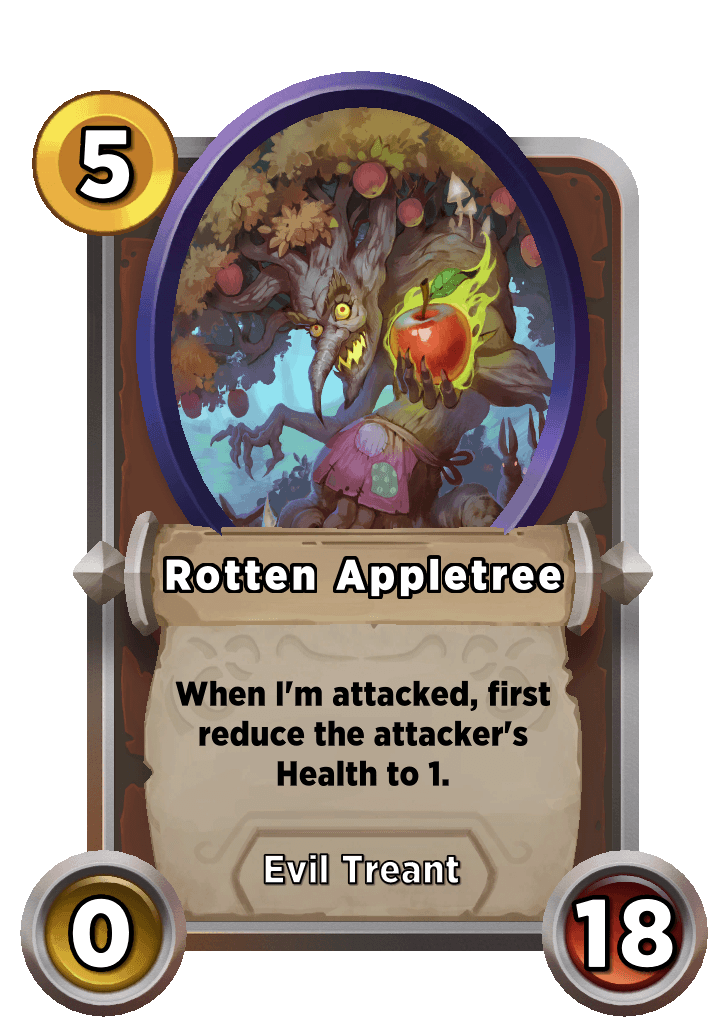 5
Rotten Appletree
When I'm attacked, first
reduce the attacker's
Health to 1.
Evil Treant
0
18